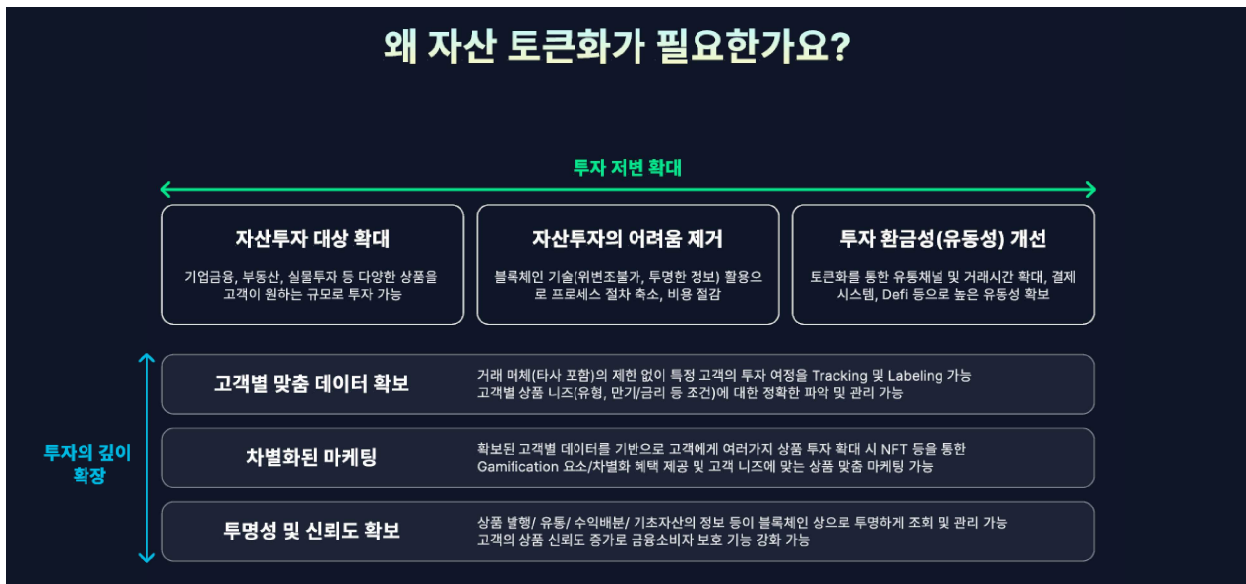 왜 자산 토큰화가 필요한가요?
투자 저변 확대
자산투자 대상 확대
기업금융, 부동산, 실물투자 등 다양한 상품을
고객이 원하는 규모로 투자 가능
자산투자의 어려움 제거
블록체인 기술(위변조불가, 투명한 정보) 활용으
로 프로세스 절차 축소, 비용 절감
투자 환금성(유동성) 개선
토큰화를 통한 유통채널 및 거래시간 확대, 결제
시스템, Defi 등으로 높은 유동성 확보
투자의 깊이
확장
고객별 맞춤 데이터 확보
거래 매체(타사 포함)의 제한 없이 특정 고객의 투자 여정을 Tracking 및 Labeling 가능
고객별 상품 니즈(유형, 만기/금리 등 조건)에 대한 정확한 파악 및 관리 가능
차별화된 마케팅
확보된 고객별 데이터를 기반으로 고객에게 여러가지 상품 투자 확대 시 NFT 등을 통한
Gamification 요소/차별화 혜택 제공 및 고객 니즈에 맞는 상품 맞춤 마케팅 가능
투명성 및 신뢰도 확보
상품 발행/ 유통/ 수익배분/ 기초자산의 정보 등이 블록체인 상으로 투명하게 조회 및 관리 가능
고객의 상품 신뢰도 증가로 금융소비자 보호 기능 강화 가능